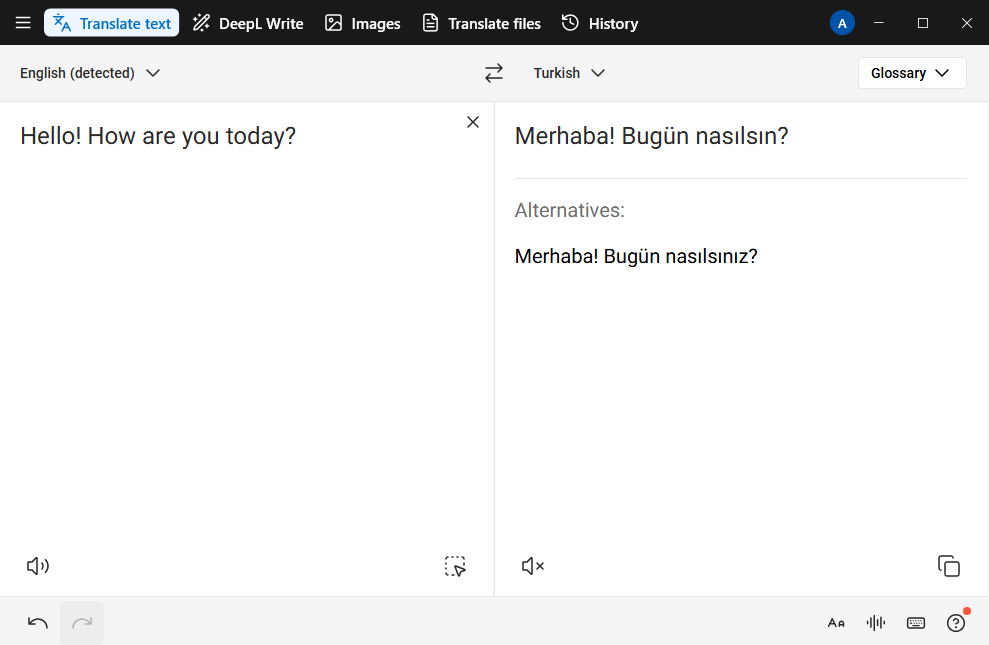 Translate text
DeepL Write
Images
Translate files
History
A
English (detected)
Turkish
Glossary
Hello! How are you today?
Merhaba! Bugün nasılsın?
Alternatives:
Merhaba! Bugün nasılsınız?
AA